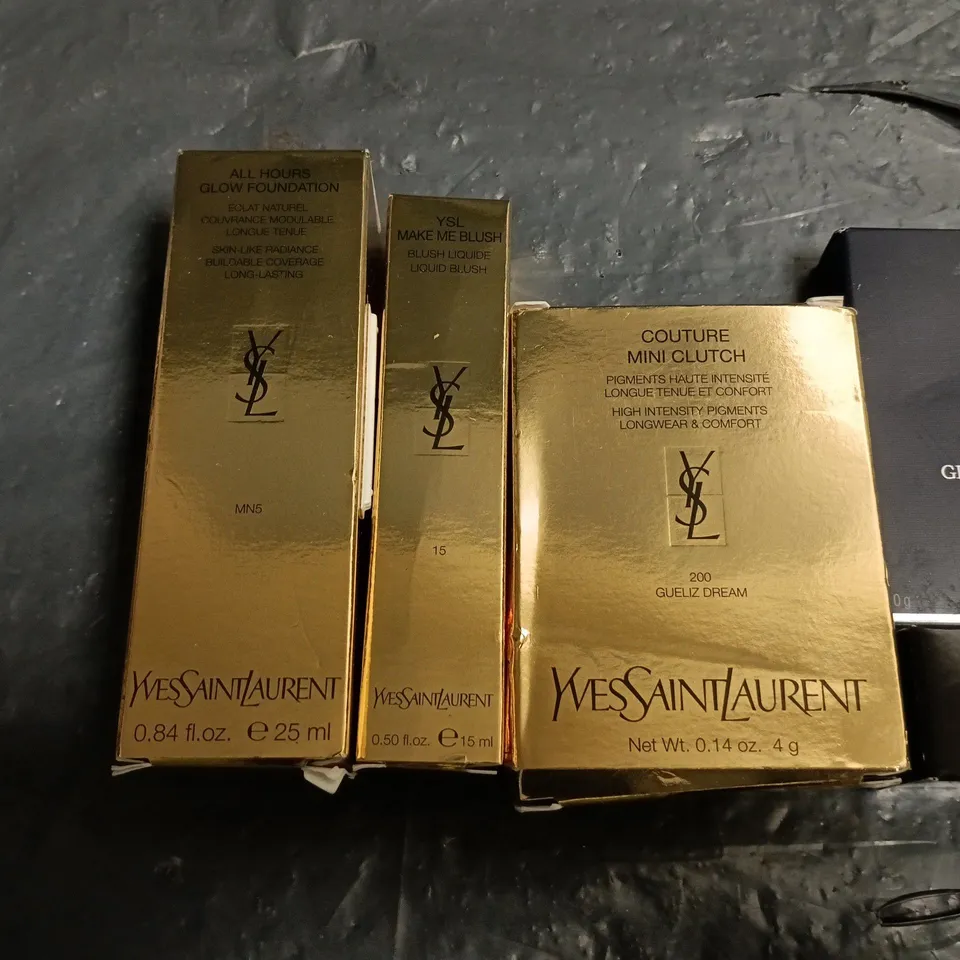 ALL HOURS
GLOW FOUNDATION
ÉCLAT NATUREL
COUVRANCE MODULABLE
LONGUE TENUE
SKIN-LIKE RADIANCE
BUILDABLE COVERAGE
LONG-LASTING
YSL
MN5
YVESSAINTLAURENT
0.84 fl.oz. ℮ 25 ml
YSL
MAKE ME BLUSH
BLUSH LIQUIDE
LIQUID BLUSH
YSL
15
YVESSAINTLAURENT
0.50 fl.oz. ℮ 15 ml
COUTURE
MINI CLUTCH
PIGMENTS HAUTE INTENSITÉ
LONGUE TENUE ET CONFORT
HIGH INTENSITY PIGMENTS
LONGWEAR & COMFORT
YSL
200
GUELIZ DREAM
YVESSAINTLAURENT
Net Wt. 0.14 oz. 4 g
0g